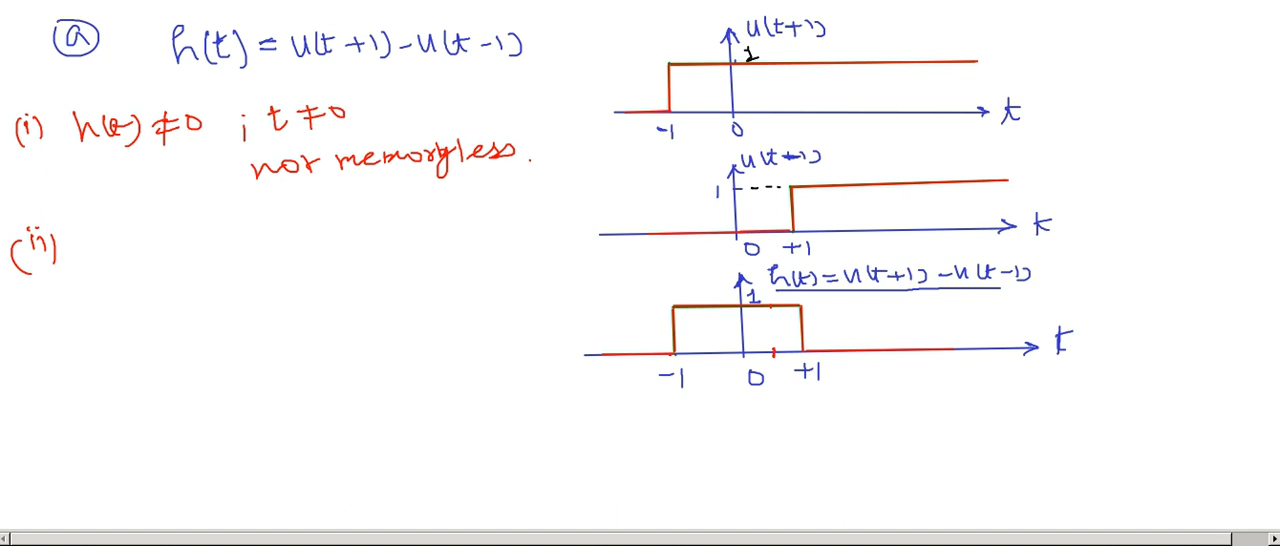 (a) h(t) = u(t+1) - u(t-1)
(i) h(t) ≠ 0 ; t ≠ 0
not memoryless.
(ii)
u(t+1)
1
t
-1 0
u(t-1)
1
t
0 +1
h(t) = u(t+1) - u(t-1)
1
t
-1 0 +1